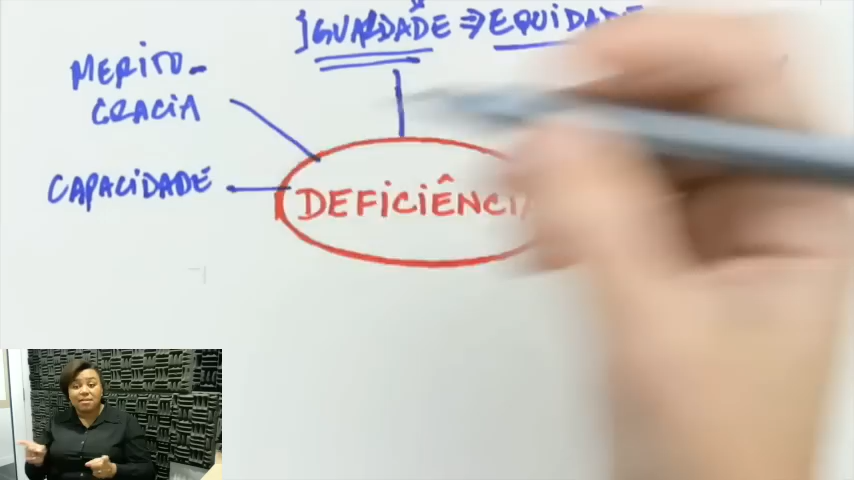 IGUALDADE ⇒ EQUIDADE
MERITO-
CRACIA
CAPACIDADE
DEFICIÊNCIA